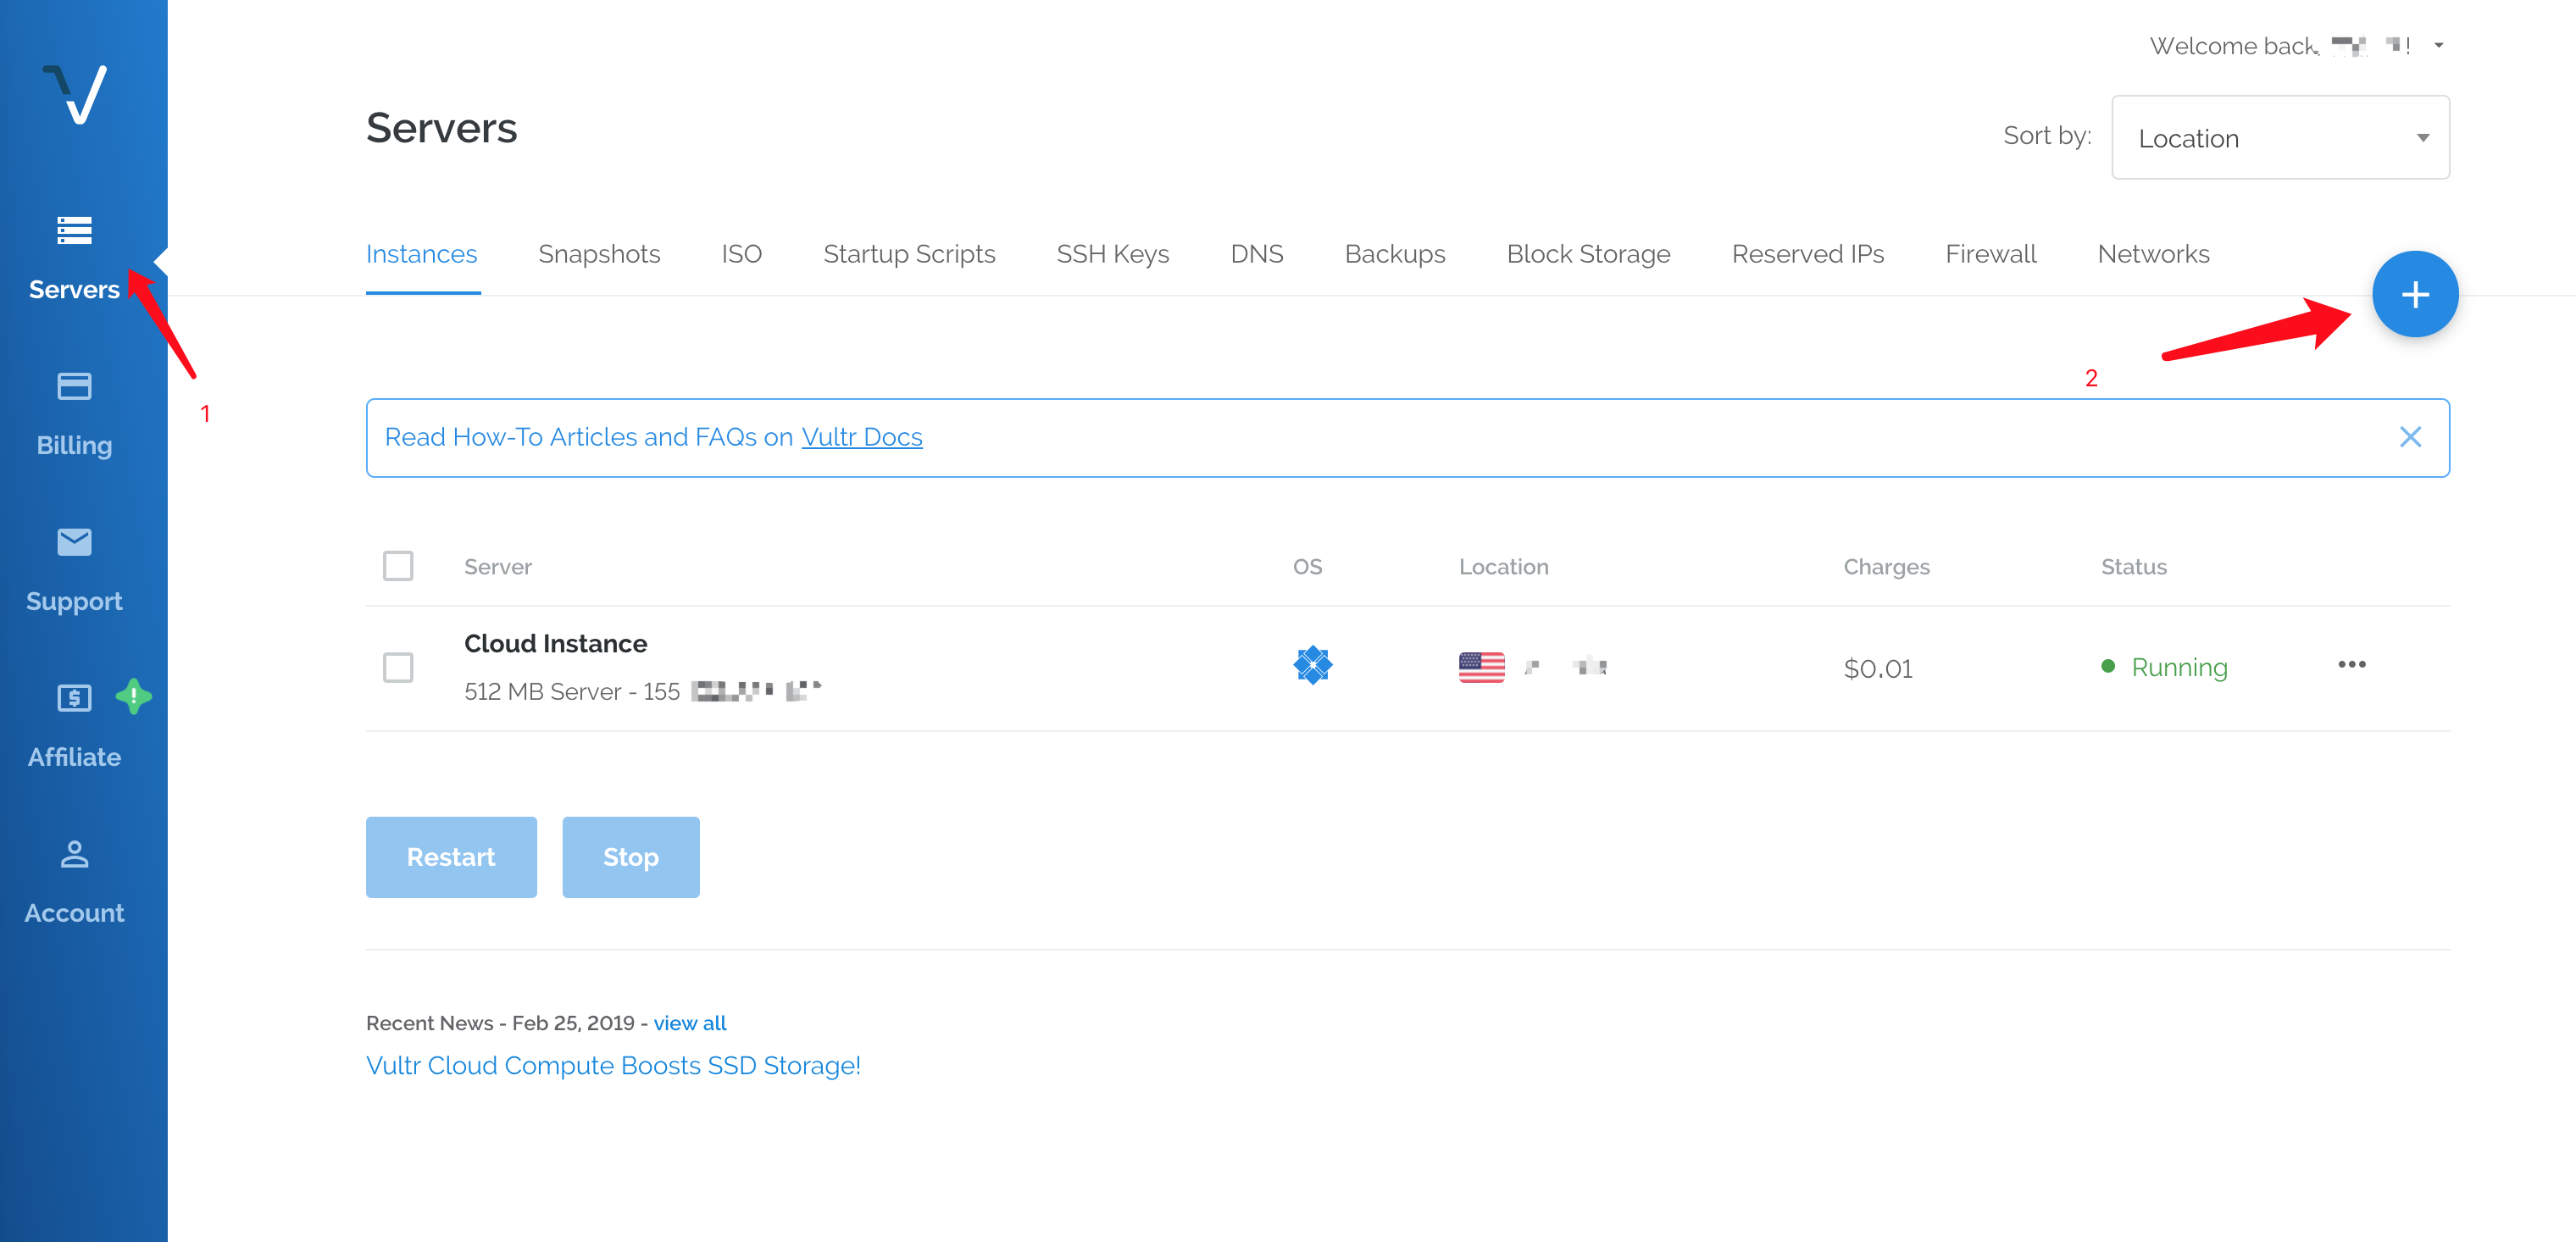 Welcome back, !
Servers
Sort by: Location
Instances Snapshots ISO Startup Scripts SSH Keys DNS Backups Block Storage Reserved IPs Firewall Networks
Servers
Billing
Support
Affiliate
Account
1
2
Read How-To Articles and FAQs on Vultr Docs
Server OS Location Charges Status
Cloud Instance
512 MB Server - 155
$0.01
Running
Restart Stop
Recent News - Feb 25, 2019 - view all
Vultr Cloud Compute Boosts SSD Storage!